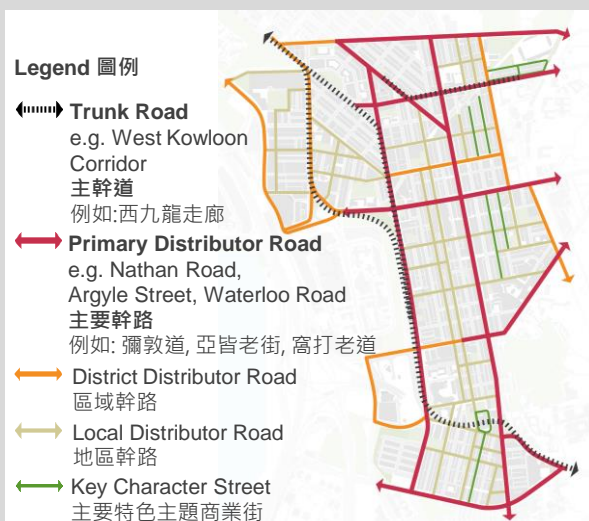 Legend 圖例
Trunk Road
e.g. West Kowloon
Corridor
主幹道
例如:西九龍走廊
Primary Distributor Road
e.g. Nathan Road,
Argyle Street, Waterloo Road
主要幹路
例如: 彌敦道, 亞皆老街, 窩打老道
District Distributor Road
區域幹路
Local Distributor Road
地區幹路
Key Character Street
主要特色主題商業街